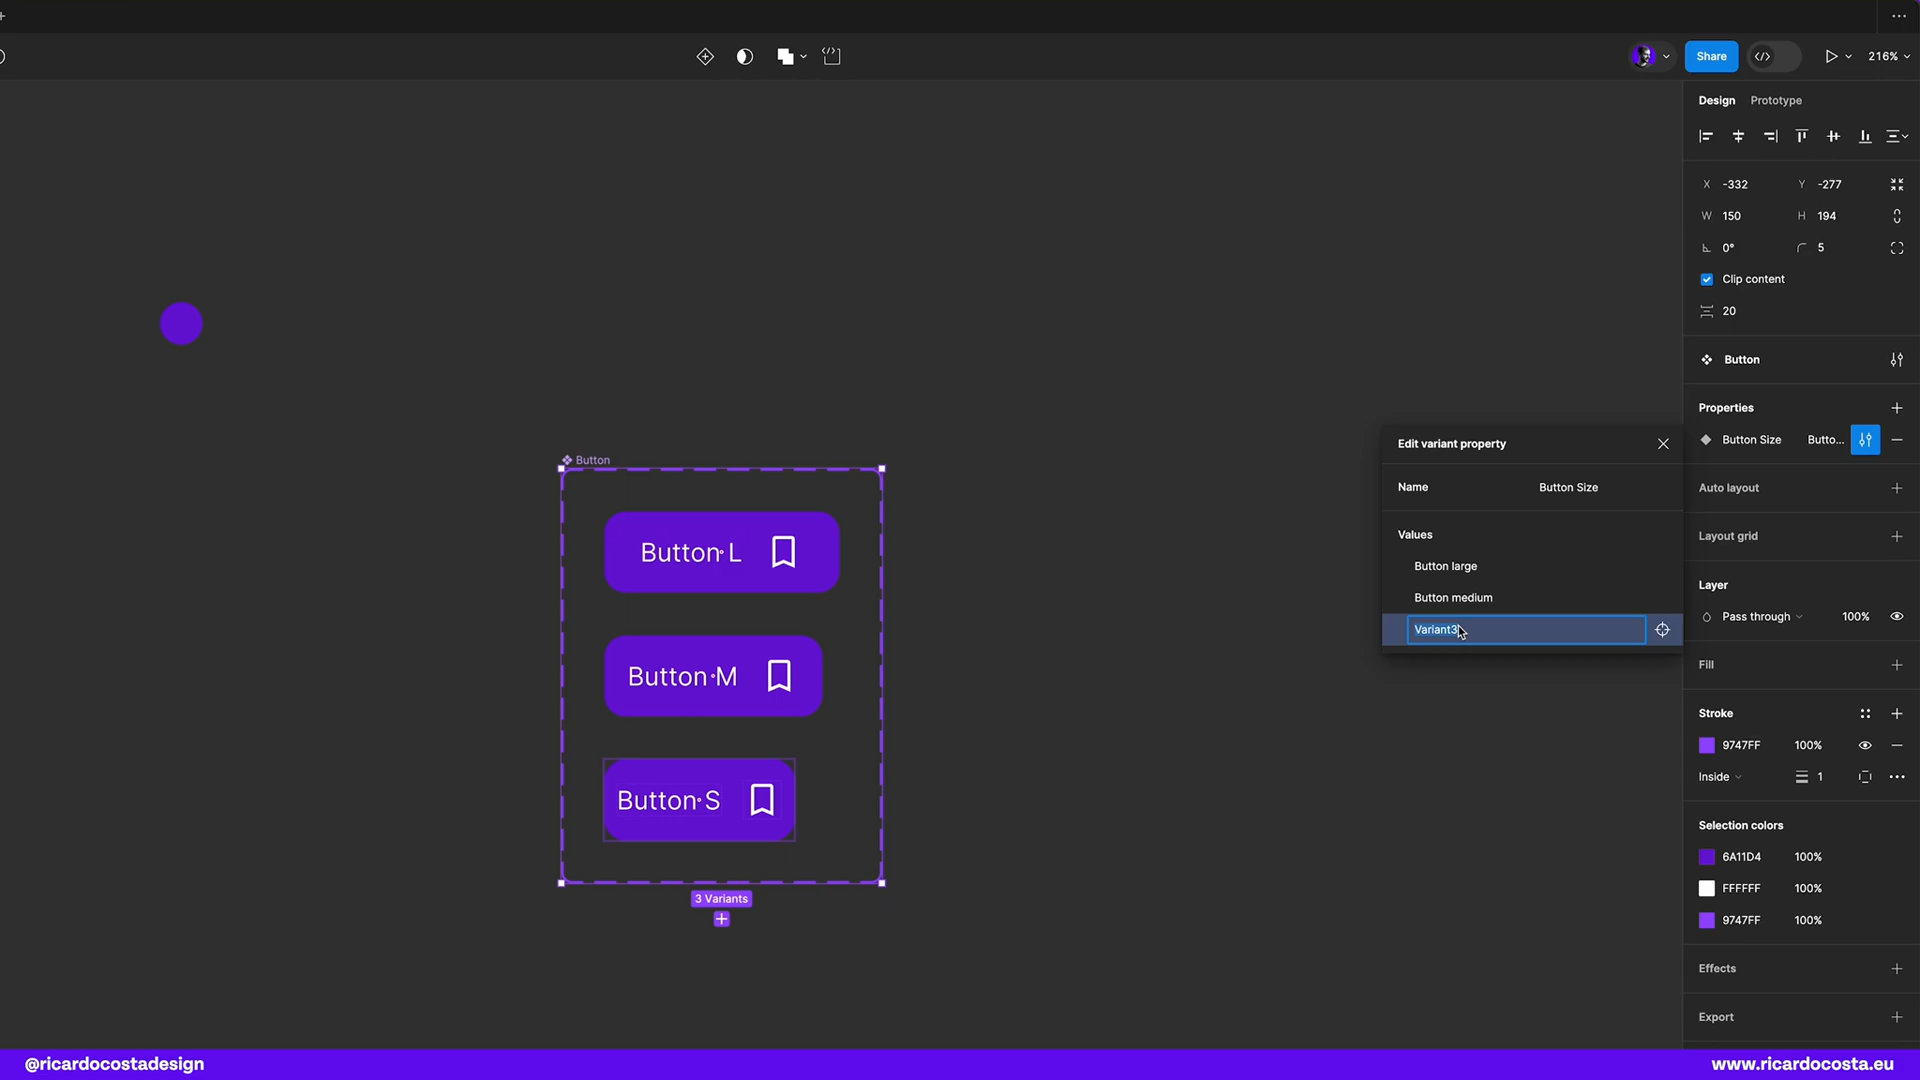 Share
216%
Design Prototype
X -332 Y -277
W 150 H 194
0° 5
Clip content
20
Button
Properties
Button Size Butto...
Button
Edit variant property
Name Button Size
Auto layout
Values
Layout grid
Button L
Button large
Button medium
Layer
Pass through 100%
Variant3
Fill
Button M
Stroke
9747FF 100%
Inside 1
Button S
Selection colors
6A11D4 100%
FFFFFF 100%
9747FF 100%
3 Variants
Effects
Export
@ricardocostadesign
www.ricardocosta.eu